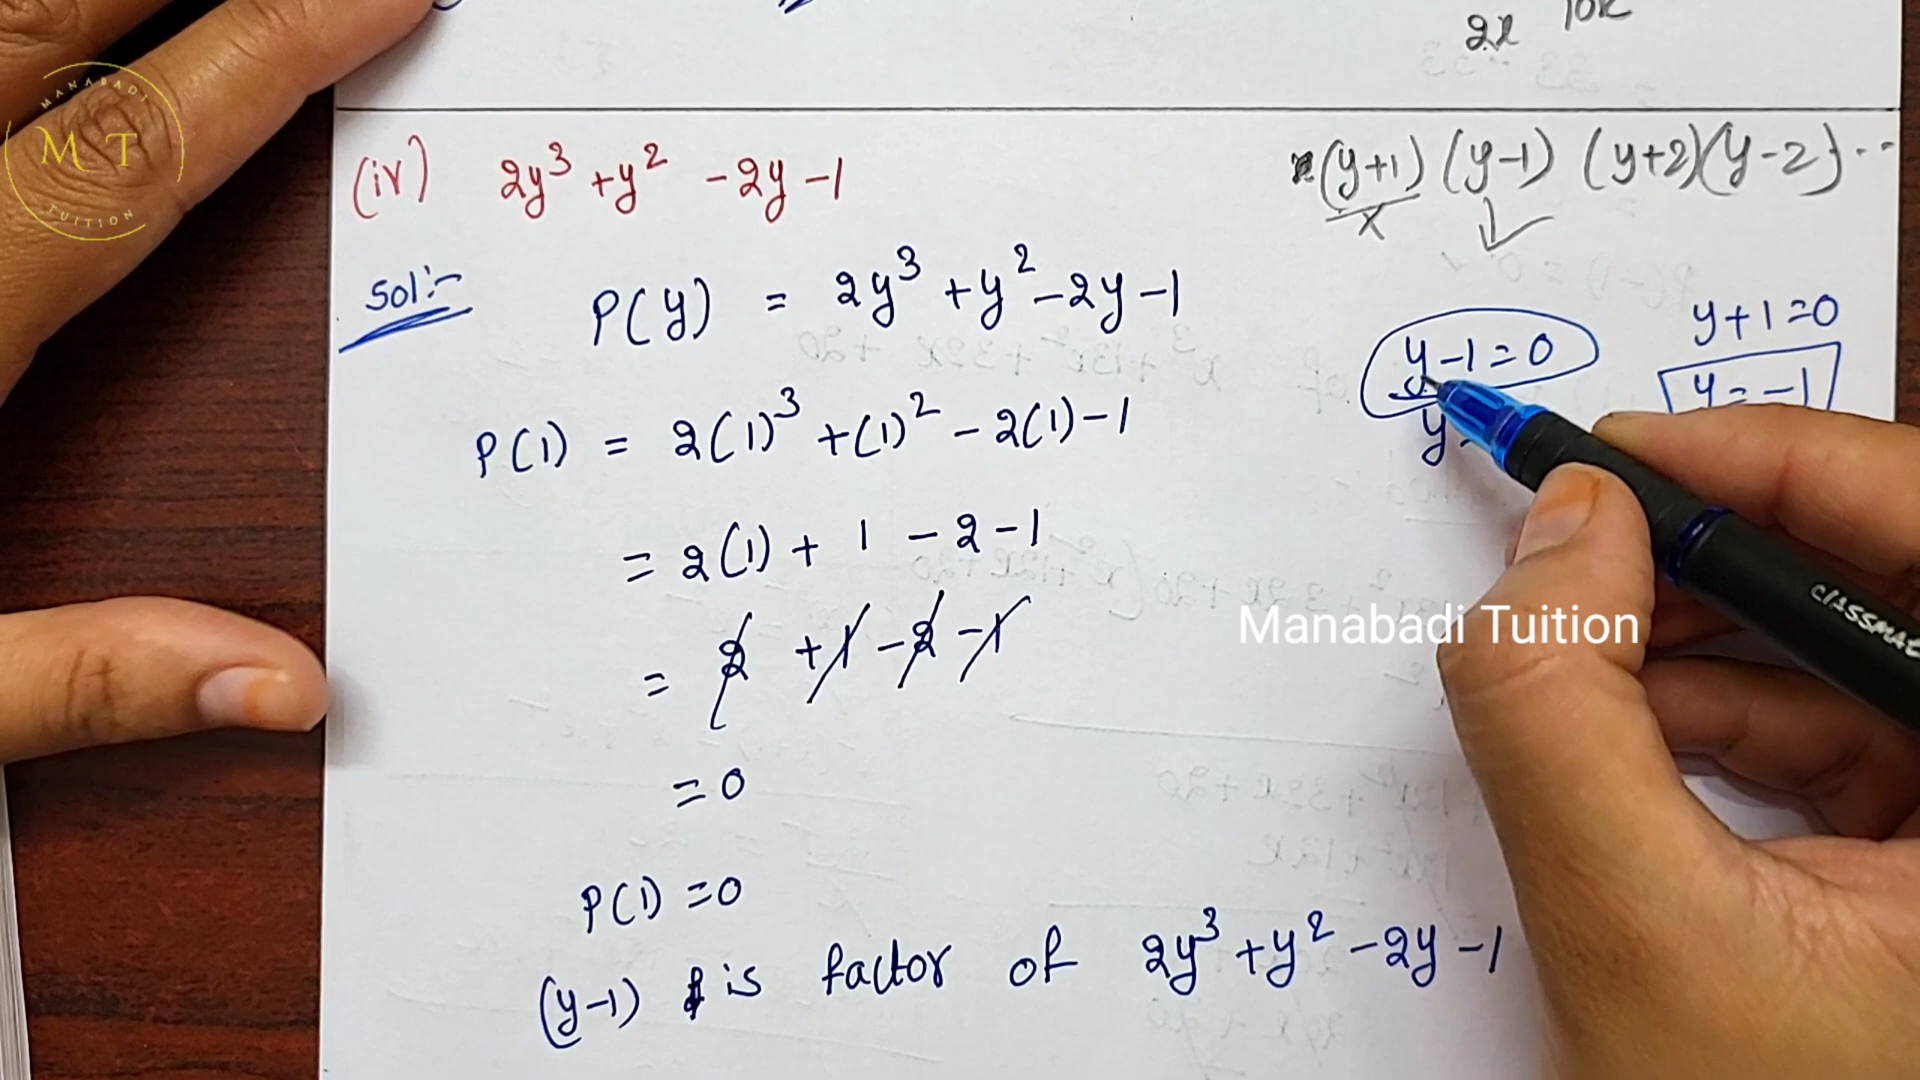 2x 10x
MANABADI
MT
TUITION
(iv) 2y³ + y² - 2y - 1
(y+1) (y-1) (y+2)(y-2)...
x
Sol:-
P(y) = 2y³ + y² - 2y - 1
y+1=0
y-1=0
y=-1
P(1) = 2(1)³ + (1)² - 2(1) - 1
= 2(1) + 1 - 2 - 1
Manabadi Tuition
CLASSMATE
= 2 + 1 - 2 - 1
= 0
P(1) = 0
(y-1) is factor of 2y³ + y² - 2y - 1